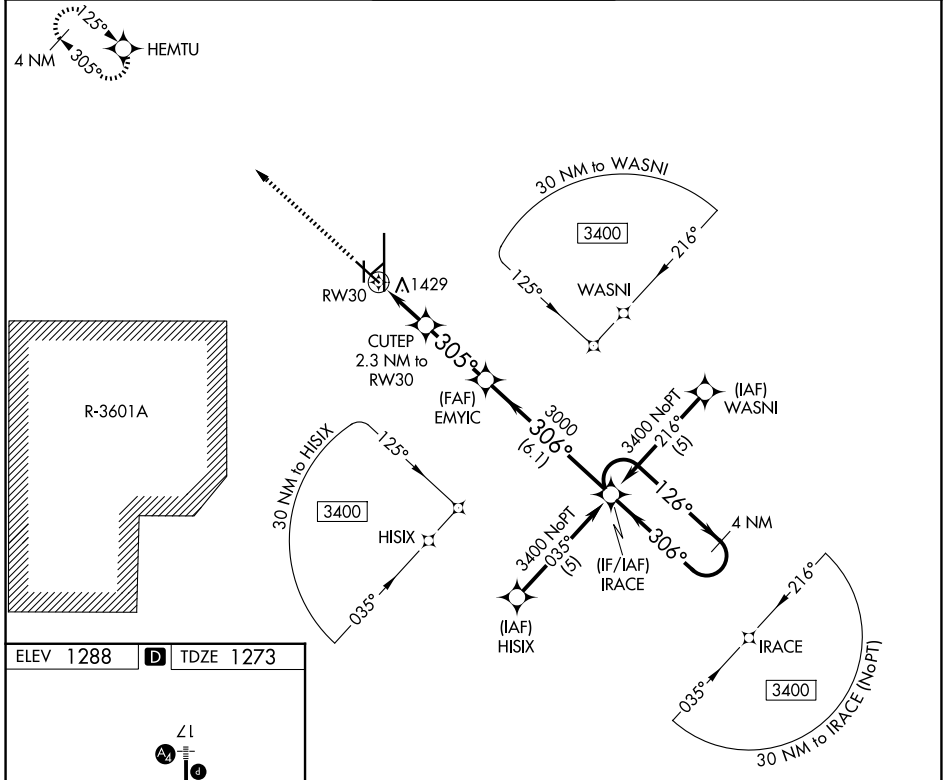 125°
HEMTU
4 NM
305°
30 NM to WASNI
3400
216°
125°
WASNI
RW30
1429
CUTEP
2.3 NM to
RW30
305°
(FAF)
EMYIC
R-3601A
3000
306°
(6.1)
(IAF)
WASNI
3400 NoPT
216°
(5)
30 NM to HISIX
125°
3400
HISIX
035°
126°
4 NM
306°
3400 NoPT
035°
(5)
(IF/IAF)
IRACE
(IAF)
HISIX
216°
IRACE
035°
3400
30 NM to IRACE (NoPT)
ELEV 1288 D TDZE 1273
17
A4
P